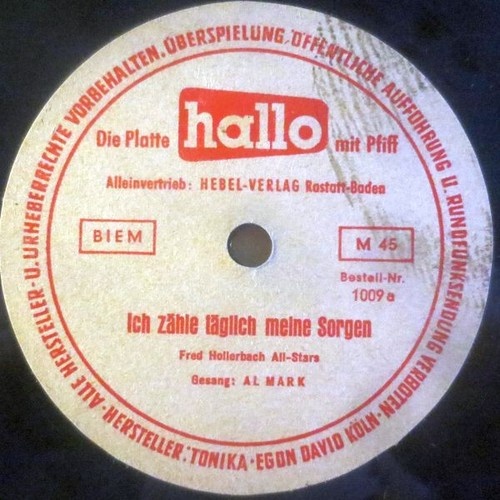 ALLE HERSTELLER-U.URHEBERRECHTE VORBEHALTEN. ÜBERSPIELUNG. ÖFFENTLICHE AUFFÜHRUNG U. RUNDFUNKSENDUNG VERBOTEN
Die Platte hallo mit Pfiff
Alleinvertrieb: HEBEL-VERLAG Rastatt-Baden
BIEM
M 45
Bestell-Nr.
1009a
Ich zähle täglich meine Sorgen
Fred Hollerbach All-Stars
Gesang: AL MARK
HERSTELLER: TONIKA · EGON DAVID KÖLN